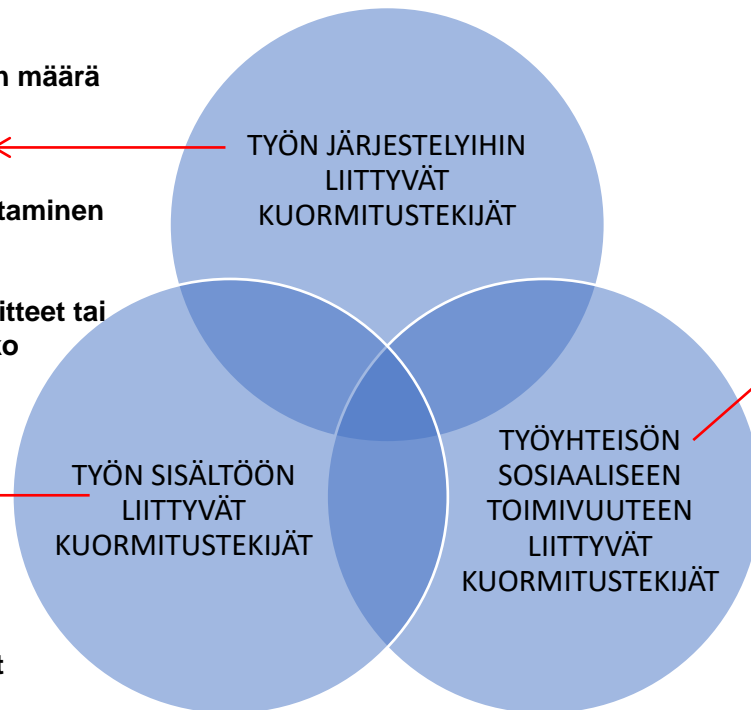 n määrä
TYÖN JÄRJESTELYIHIN
LIITTYVÄT
KUORMITUSTEKIJÄT
taminen
itteet tai
ko
TYÖN SISÄLTÖÖN
LIITTYVÄT
KUORMITUSTEKIJÄT
TYÖYHTEISÖN
SOSIAALISEEN
TOIMIVUUTEEN
LIITTYVÄT
KUORMITUSTEKIJÄT
t